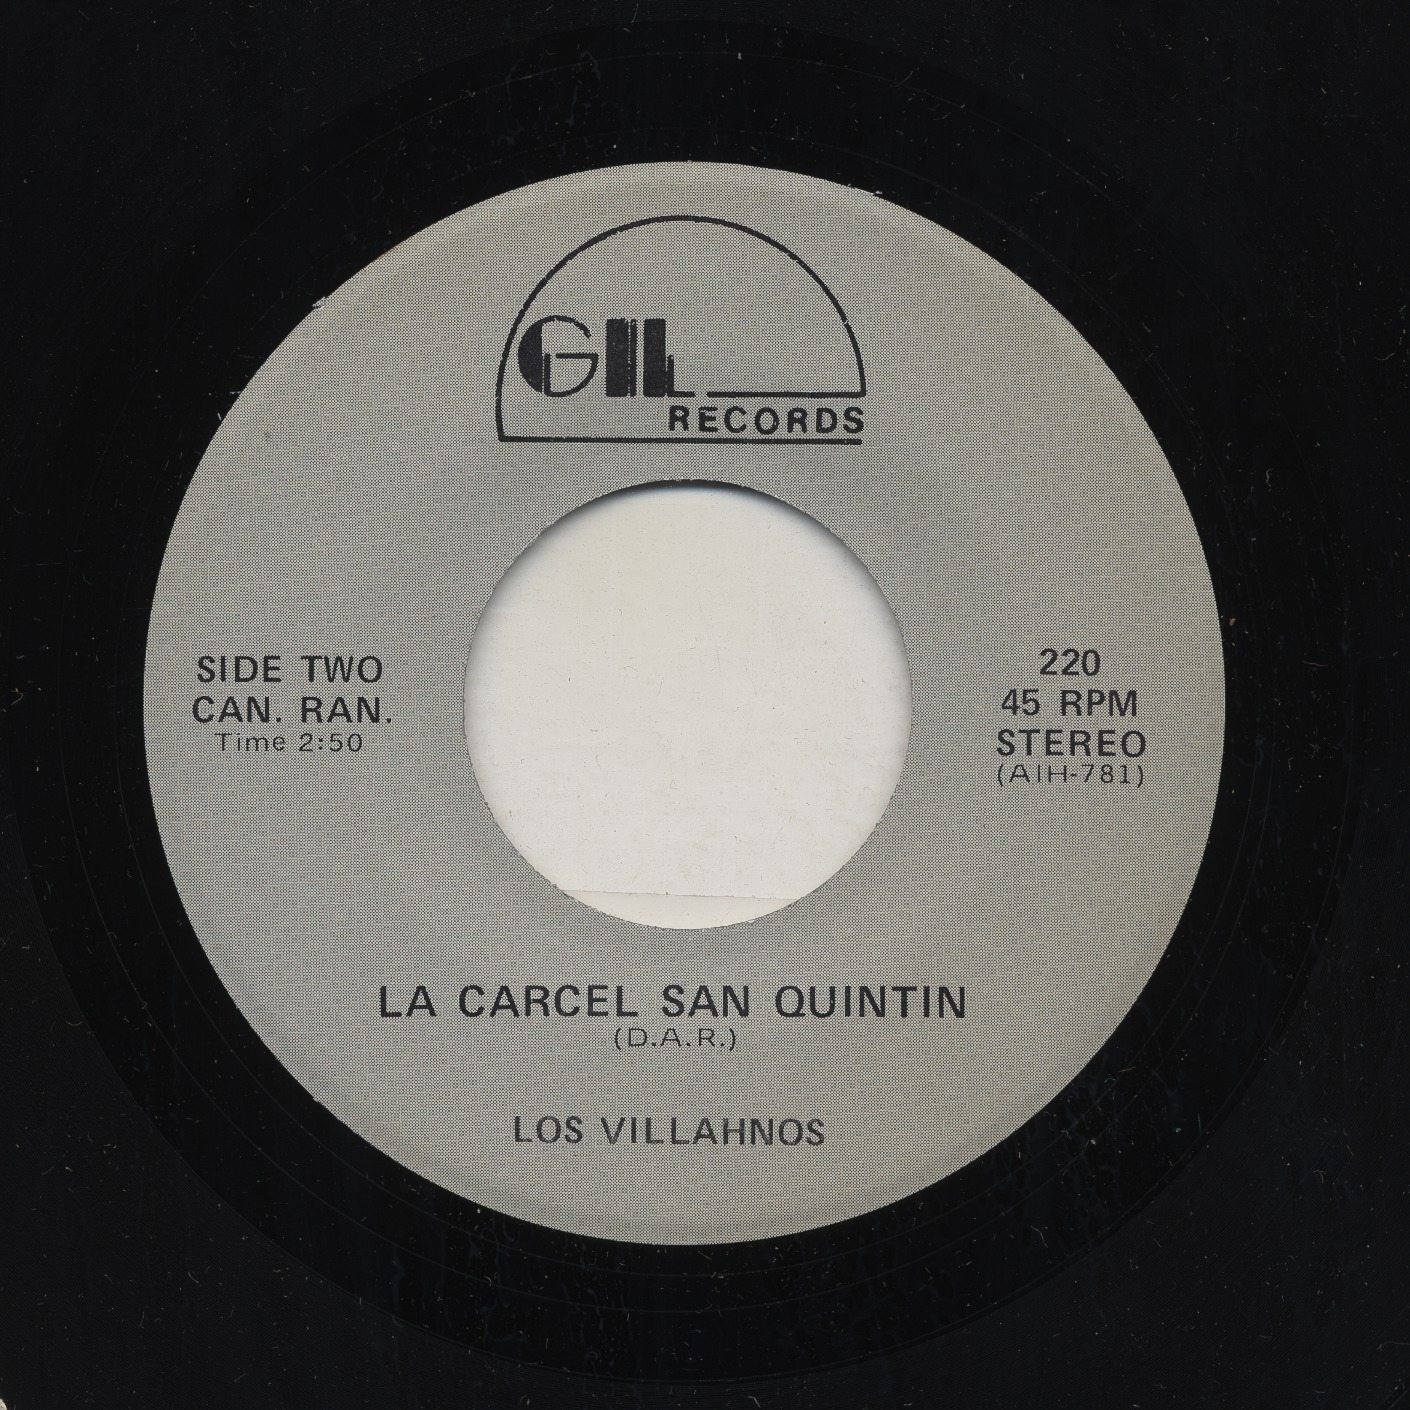 GIL
RECORDS
SIDE TWO
CAN. RAN.
Time 2:50
220
45 RPM
STEREO
(AIH-781)
LA CARCEL SAN QUINTIN
(D.A.R.)
LOS VILLAHNOS